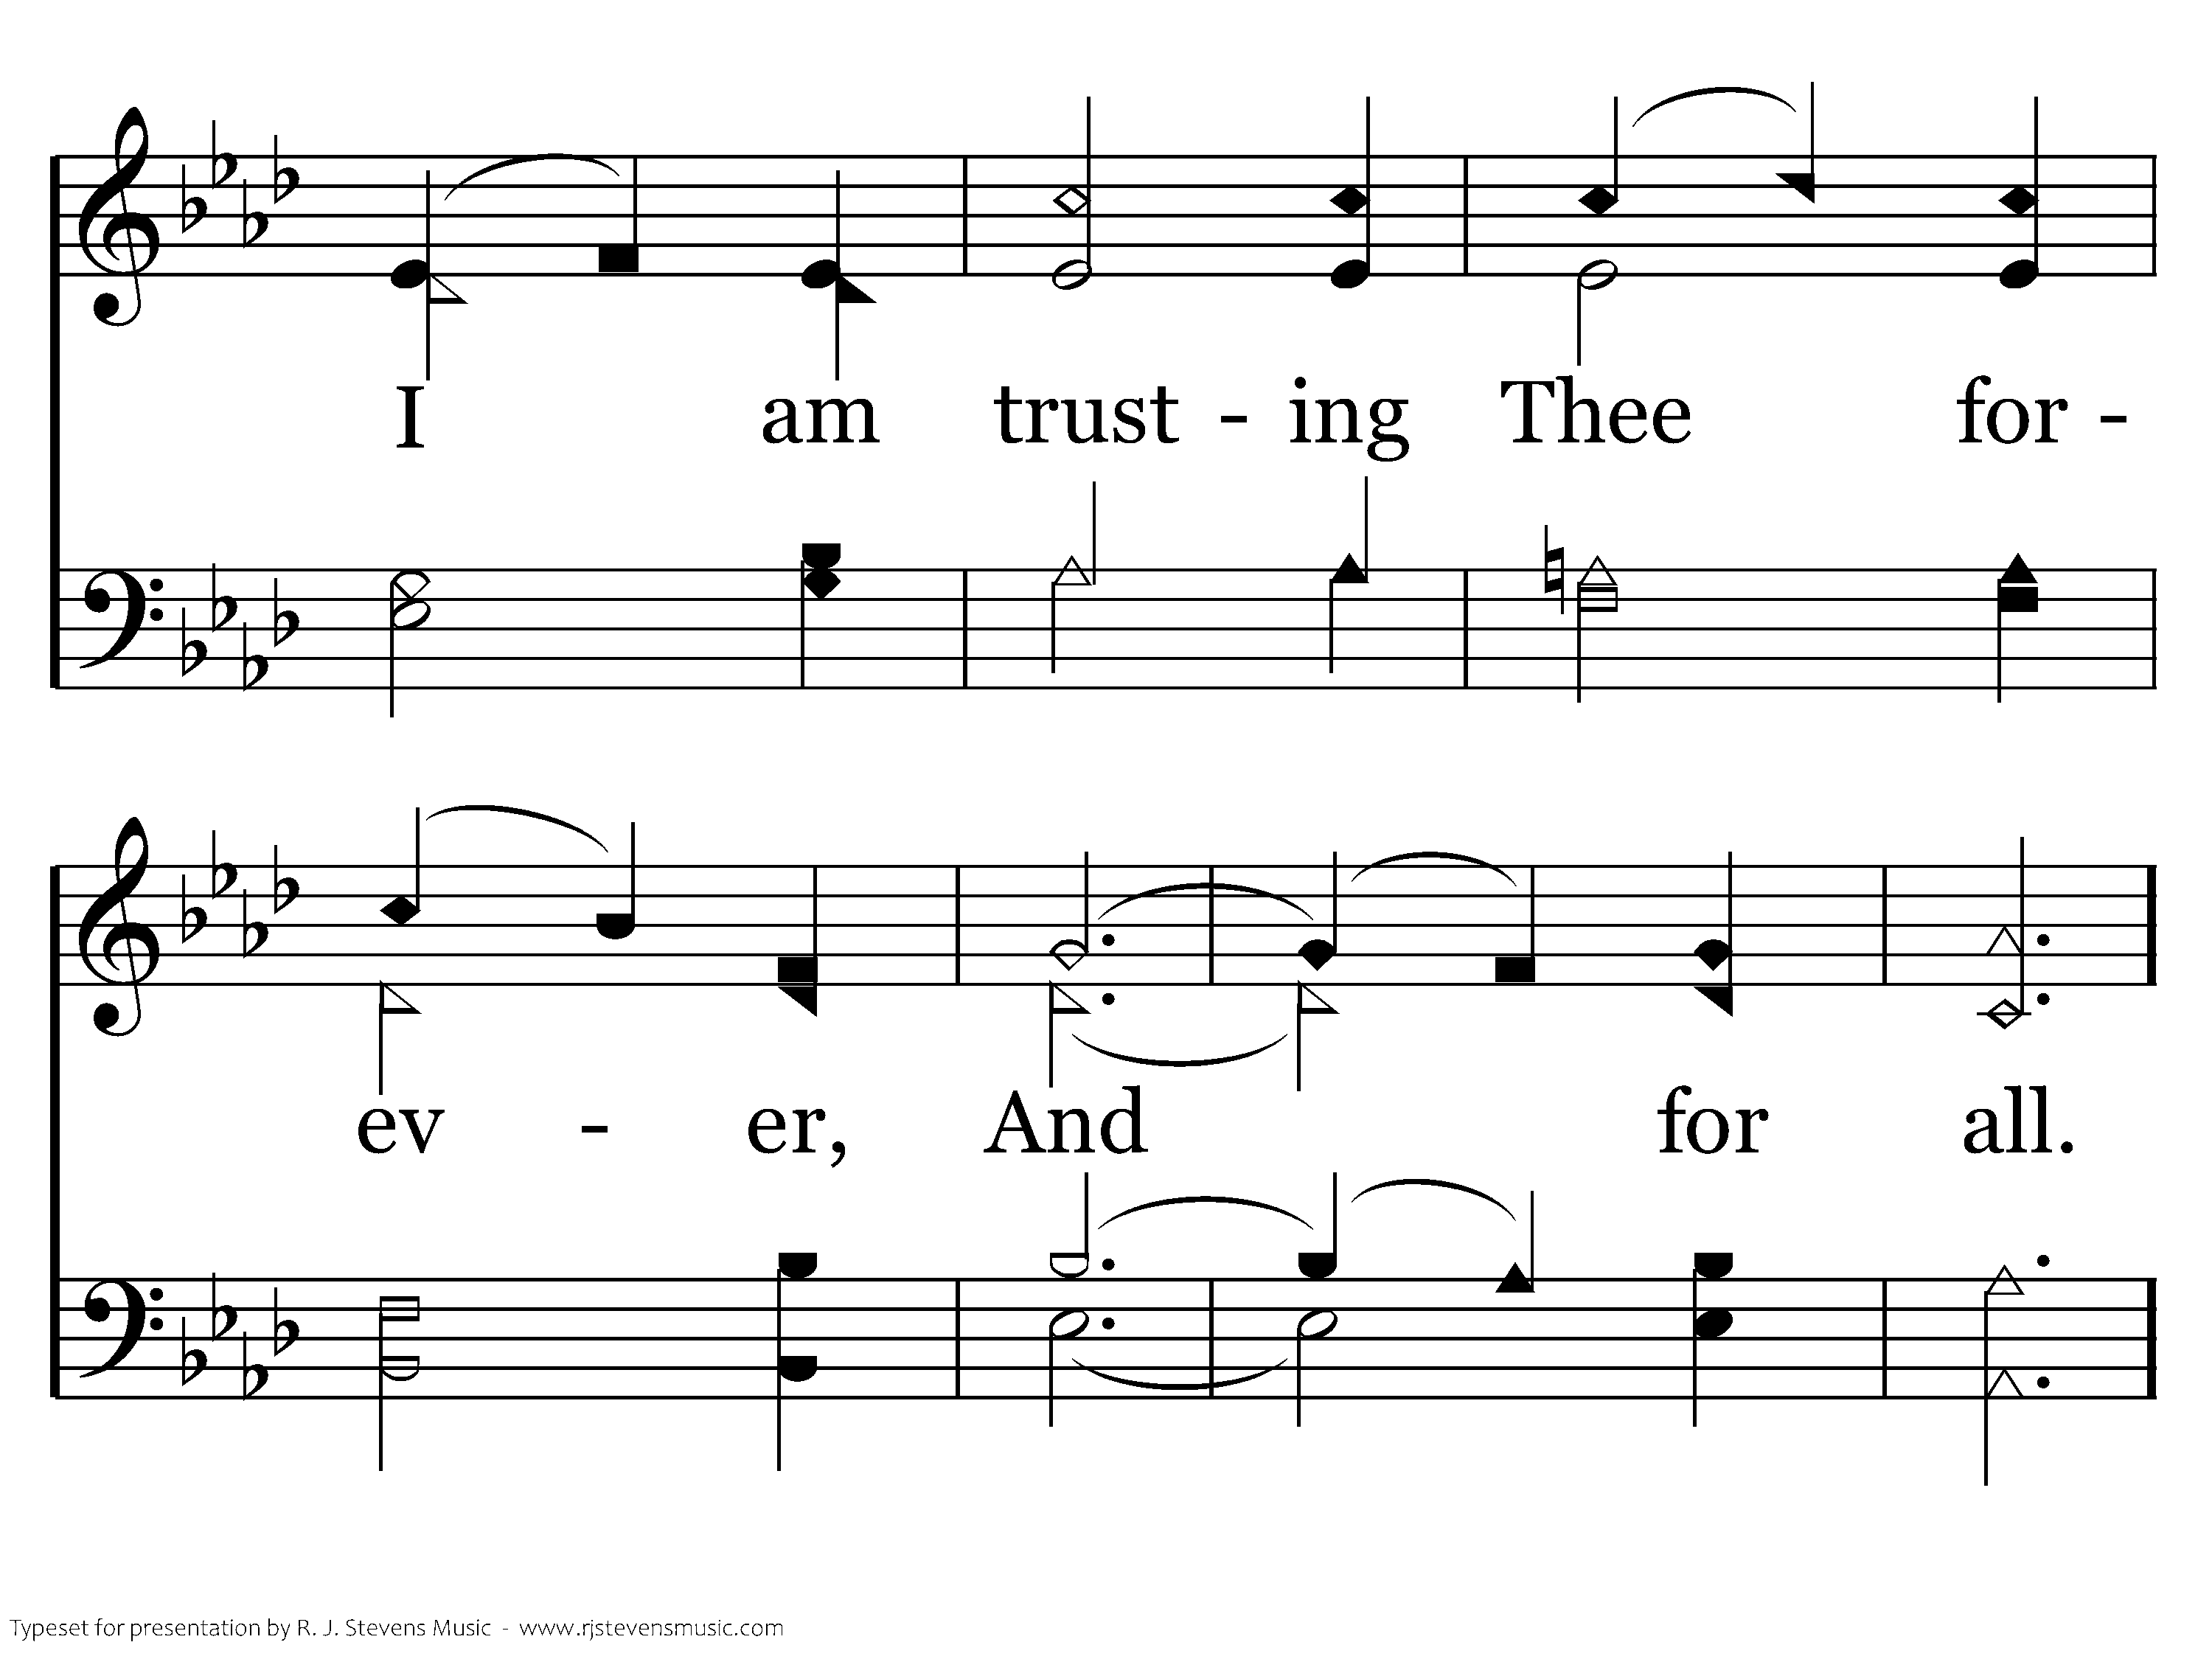 I am trust - ing Thee for -
ev - er, And for all.
Typeset for presentation by R. J. Stevens Music - www.rjstevensmusic.com